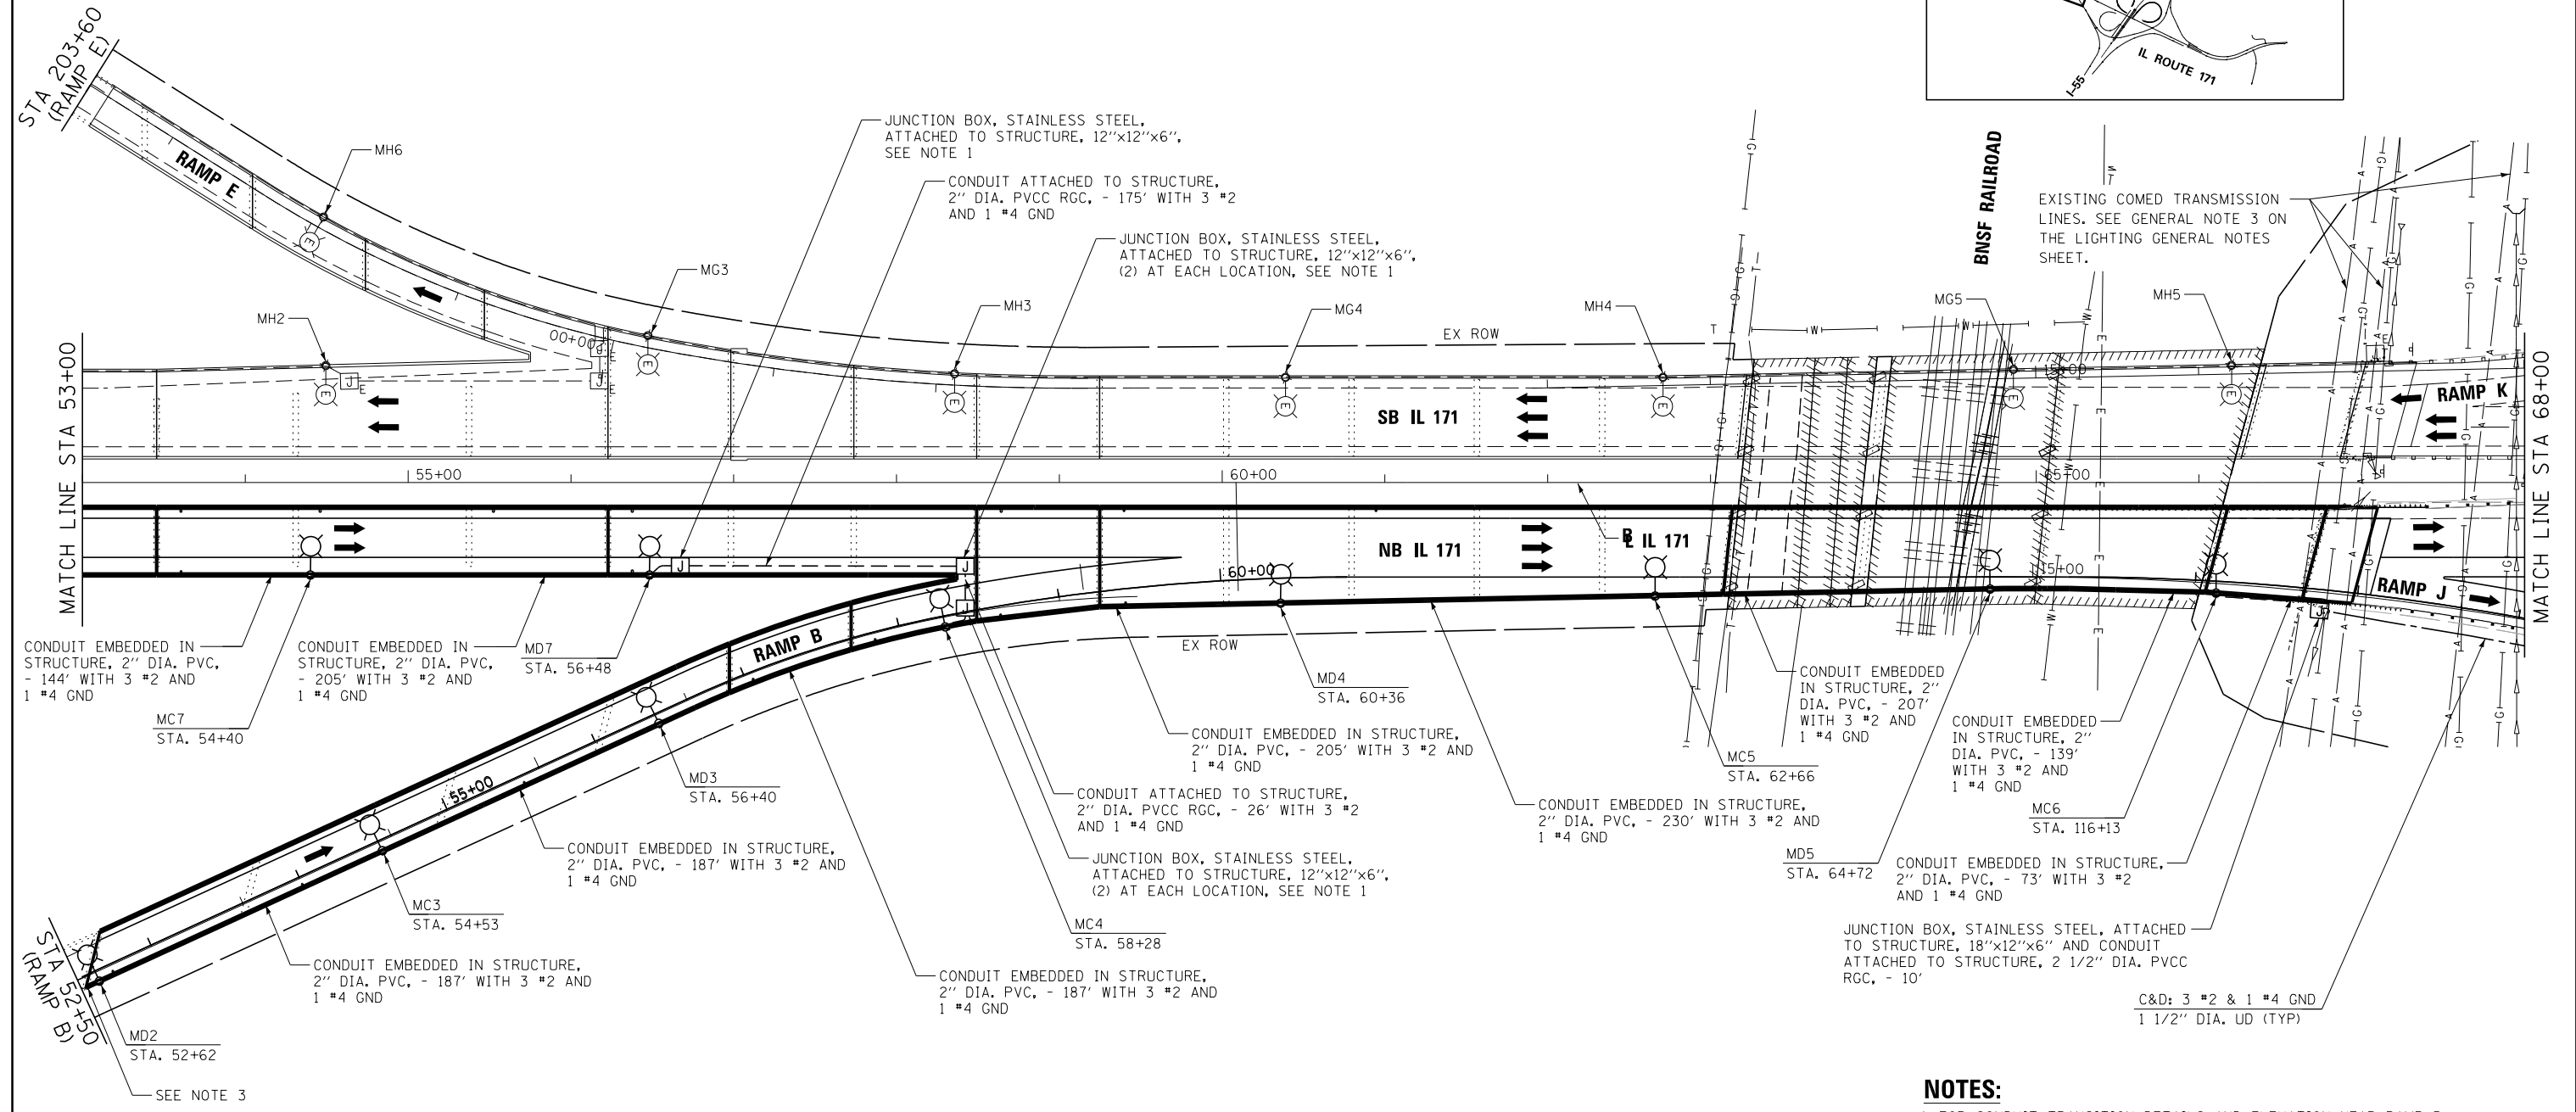 STA 203+60
(RAMP E)
RAMP E
MH6
JUNCTION BOX, STAINLESS STEEL,
ATTACHED TO STRUCTURE, 12"x12"x6",
SEE NOTE 1
CONDUIT ATTACHED TO STRUCTURE,
2" DIA. PVCC RGC, - 175' WITH 3 #2
AND 1 #4 GND
JUNCTION BOX, STAINLESS STEEL,
ATTACHED TO STRUCTURE, 12"x12"x6",
(2) AT EACH LOCATION, SEE NOTE 1
I-55
IL ROUTE 171
BNSF RAILROAD
EXISTING COMED TRANSMISSION
LINES. SEE GENERAL NOTE 3 ON
THE LIGHTING GENERAL NOTES
SHEET.
MG3
MH2
MH3
MG4
MH4
MG5
MH5
EX ROW
00+00
MATCH LINE STA 53+00
SB IL 171
RAMP K
MATCH LINE STA 68+00
15+00
55+00
60+00
65+00
NB IL 171
℄ IL 171
60+00
15+00
RAMP J
RAMP B
EX ROW
CONDUIT EMBEDDED IN
STRUCTURE, 2" DIA. PVC,
- 144' WITH 3 #2 AND
1 #4 GND
CONDUIT EMBEDDED IN
STRUCTURE, 2" DIA. PVC,
- 205' WITH 3 #2 AND
1 #4 GND
MD7
STA. 56+48
MC7
STA. 54+40
MD4
STA. 60+36
CONDUIT EMBEDDED
IN STRUCTURE, 2"
DIA. PVC, - 207'
WITH 3 #2 AND
1 #4 GND
CONDUIT EMBEDDED
IN STRUCTURE, 2"
DIA. PVC, - 139'
WITH 3 #2 AND
1 #4 GND
CONDUIT EMBEDDED IN STRUCTURE,
2" DIA. PVC, - 205' WITH 3 #2 AND
1 #4 GND
MC5
STA. 62+66
MD3
STA. 56+40
55+00
CONDUIT ATTACHED TO STRUCTURE,
2" DIA. PVCC RGC, - 26' WITH 3 #2
AND 1 #4 GND
CONDUIT EMBEDDED IN STRUCTURE,
2" DIA. PVC, - 230' WITH 3 #2 AND
1 #4 GND
MC6
STA. 116+13
CONDUIT EMBEDDED IN STRUCTURE,
2" DIA. PVC, - 187' WITH 3 #2 AND
1 #4 GND
JUNCTION BOX, STAINLESS STEEL,
ATTACHED TO STRUCTURE, 12"x12"x6",
(2) AT EACH LOCATION, SEE NOTE 1
MD5
STA. 64+72
CONDUIT EMBEDDED IN STRUCTURE,
2" DIA. PVC, - 73' WITH 3 #2
AND 1 #4 GND
MC3
STA. 54+53
MC4
STA. 58+28
JUNCTION BOX, STAINLESS STEEL, ATTACHED
TO STRUCTURE, 18"x12"x6" AND CONDUIT
ATTACHED TO STRUCTURE, 2 1/2" DIA. PVCC
RGC, - 10'
STA 52+50
(RAMP B)
CONDUIT EMBEDDED IN STRUCTURE,
2" DIA. PVC, - 187' WITH 3 #2 AND
1 #4 GND
CONDUIT EMBEDDED IN STRUCTURE,
2" DIA. PVC, - 187' WITH 3 #2 AND
1 #4 GND
C&D: 3 #2 & 1 #4 GND
1 1/2" DIA. UD (TYP)
MD2
STA. 52+62
SEE NOTE 3
NOTES: